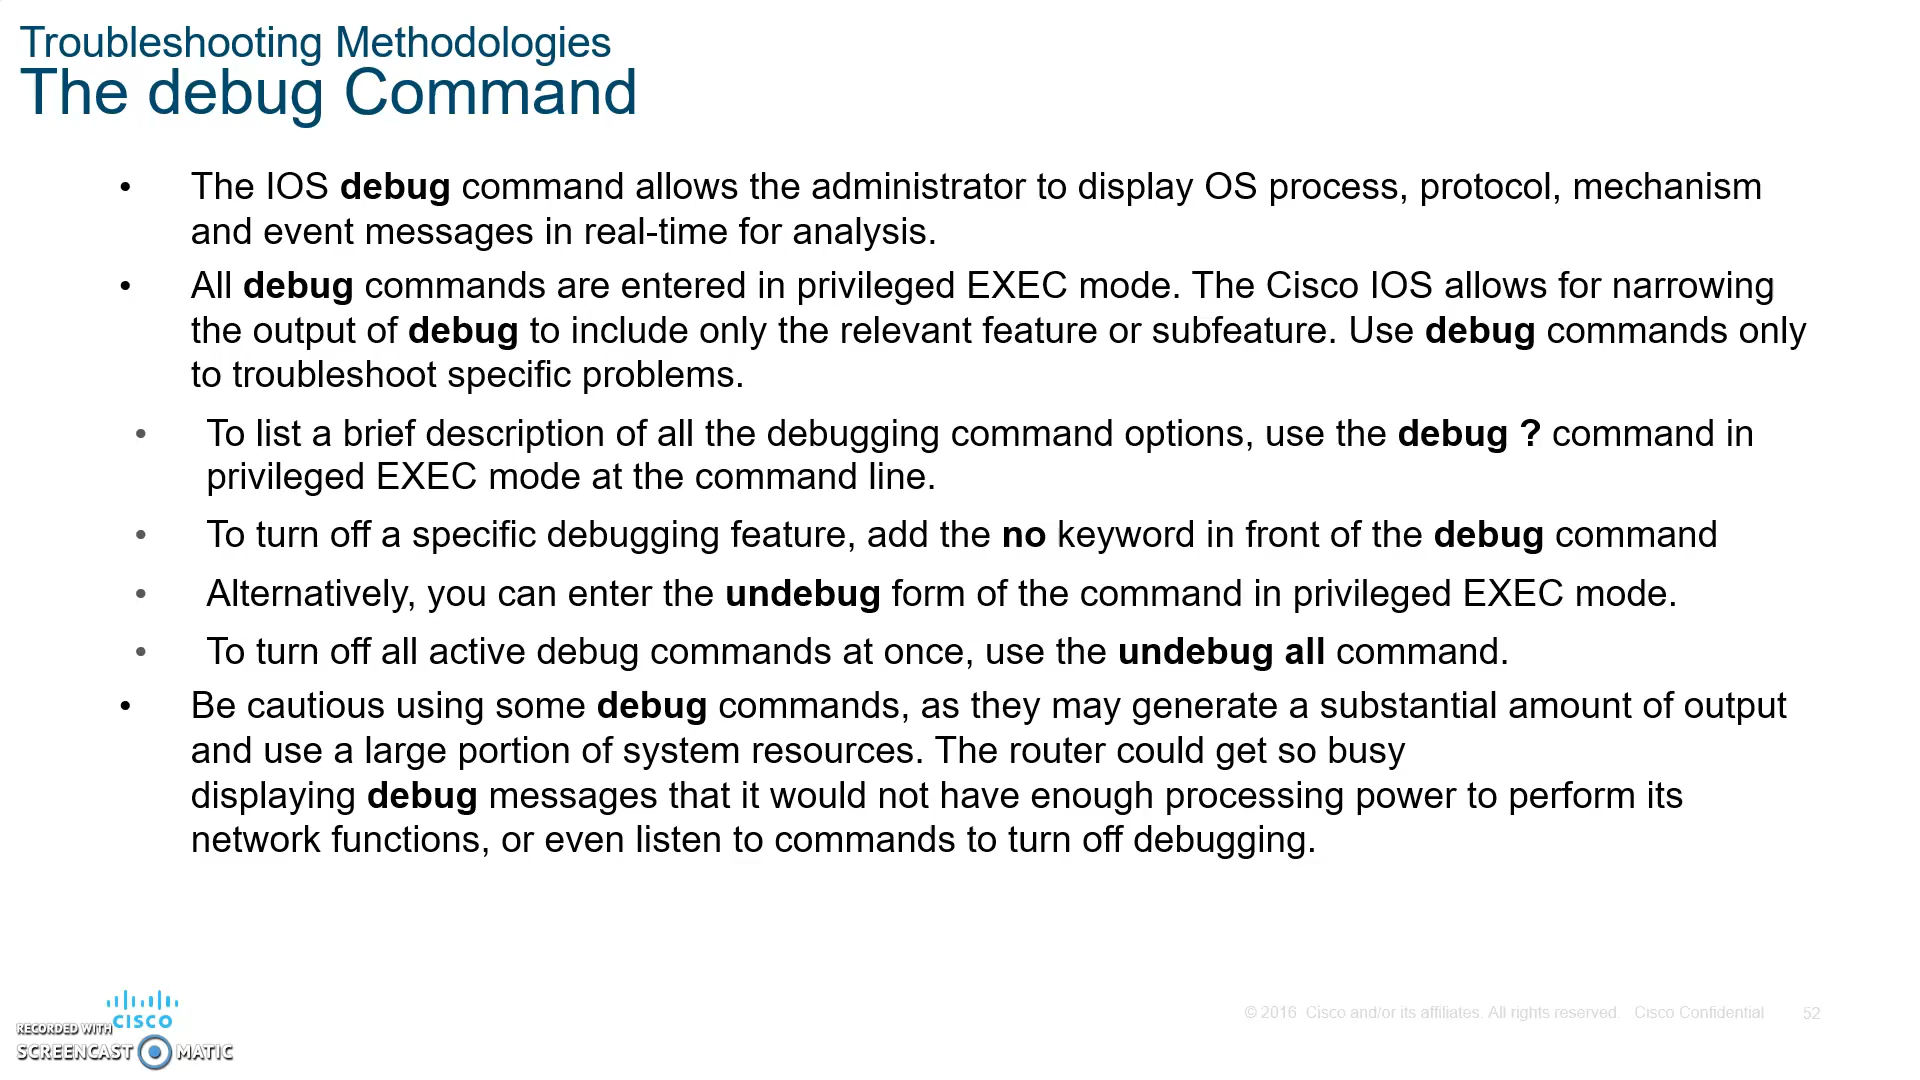 Troubleshooting Methodologies
The debug Command
• The IOS debug command allows the administrator to display OS process, protocol, mechanism
and event messages in real-time for analysis.
• All debug commands are entered in privileged EXEC mode. The Cisco IOS allows for narrowing
the output of debug to include only the relevant feature or subfeature. Use debug commands only
to troubleshoot specific problems.
• To list a brief description of all the debugging command options, use the debug ? command in
privileged EXEC mode at the command line.
• To turn off a specific debugging feature, add the no keyword in front of the debug command
• Alternatively, you can enter the undebug form of the command in privileged EXEC mode.
• To turn off all active debug commands at once, use the undebug all command.
• Be cautious using some debug commands, as they may generate a substantial amount of output
and use a large portion of system resources. The router could get so busy
displaying debug messages that it would not have enough processing power to perform its
network functions, or even listen to commands to turn off debugging.
CISCO
RECORDED WITH
SCREENCAST MATIC
© 2016 Cisco and/or its affiliates. All rights reserved. Cisco Confidential 52